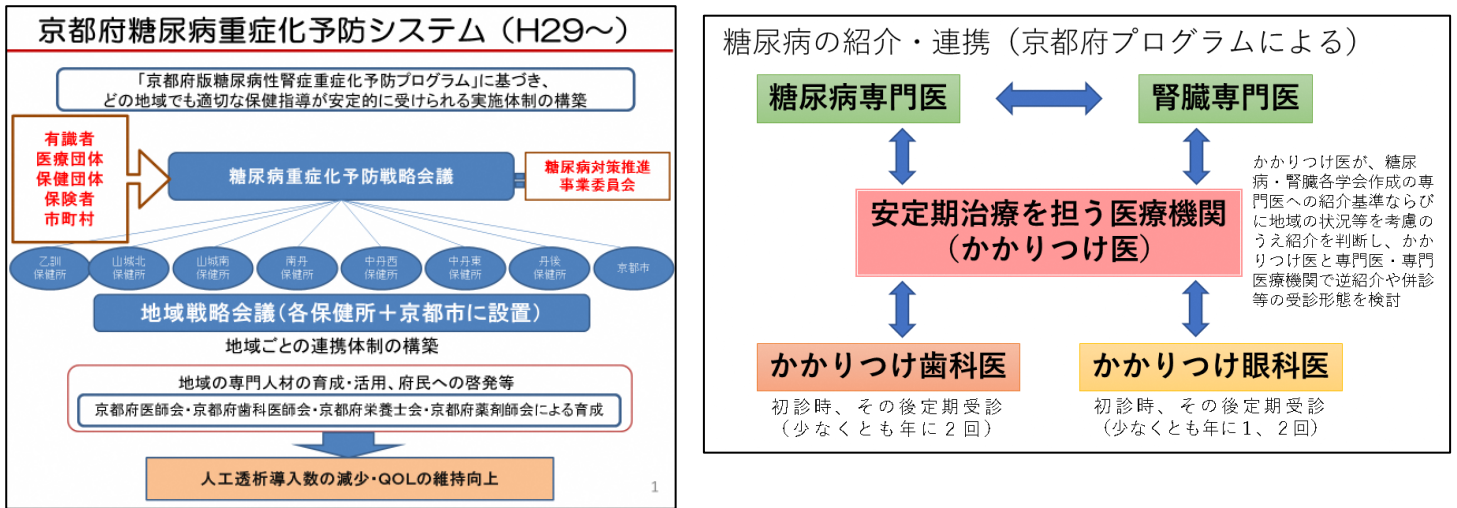 京都府糖尿病重症化予防システム（H29～）
「京都府版糖尿病性腎症重症化予防プログラム」に基づき、
どの地域でも適切な保健指導が安定的に受けられる実施体制の構築
有識者
医療団体
保健団体
保険者
市町村
糖尿病重症化予防戦略会議
糖尿病対策推進
事業委員会
乙訓
保健所
山城北
保健所
山城南
保健所
南丹
保健所
中丹西
保健所
中丹東
保健所
丹後
保健所
京都市
地域戦略会議（各保健所＋京都市に設置）
地域ごとの連携体制の構築
地域の専門人材の育成・活用、府民への啓発等
京都府医師会・京都府歯科医師会・京都府栄養士会・京都府薬剤師会による育成
人工透析導入数の減少・QOLの維持向上
1
糖尿病の紹介・連携（京都府プログラムによる）
糖尿病専門医
腎臓専門医
かかりつけ医が、糖尿
病・腎臓各学会作成の専
門医への紹介基準ならび
に地域の状況等を考慮の
うえ紹介を判断し、かか
りつけ医と専門医・専門
医療機関で逆紹介や併診
等の受診形態を検討
安定期治療を担う医療機関
（かかりつけ医）
かかりつけ歯科医
初診時、その後定期受診
（少なくとも年に２回）
かかりつけ眼科医
初診時、その後定期受診
（少なくとも年に１、２回）